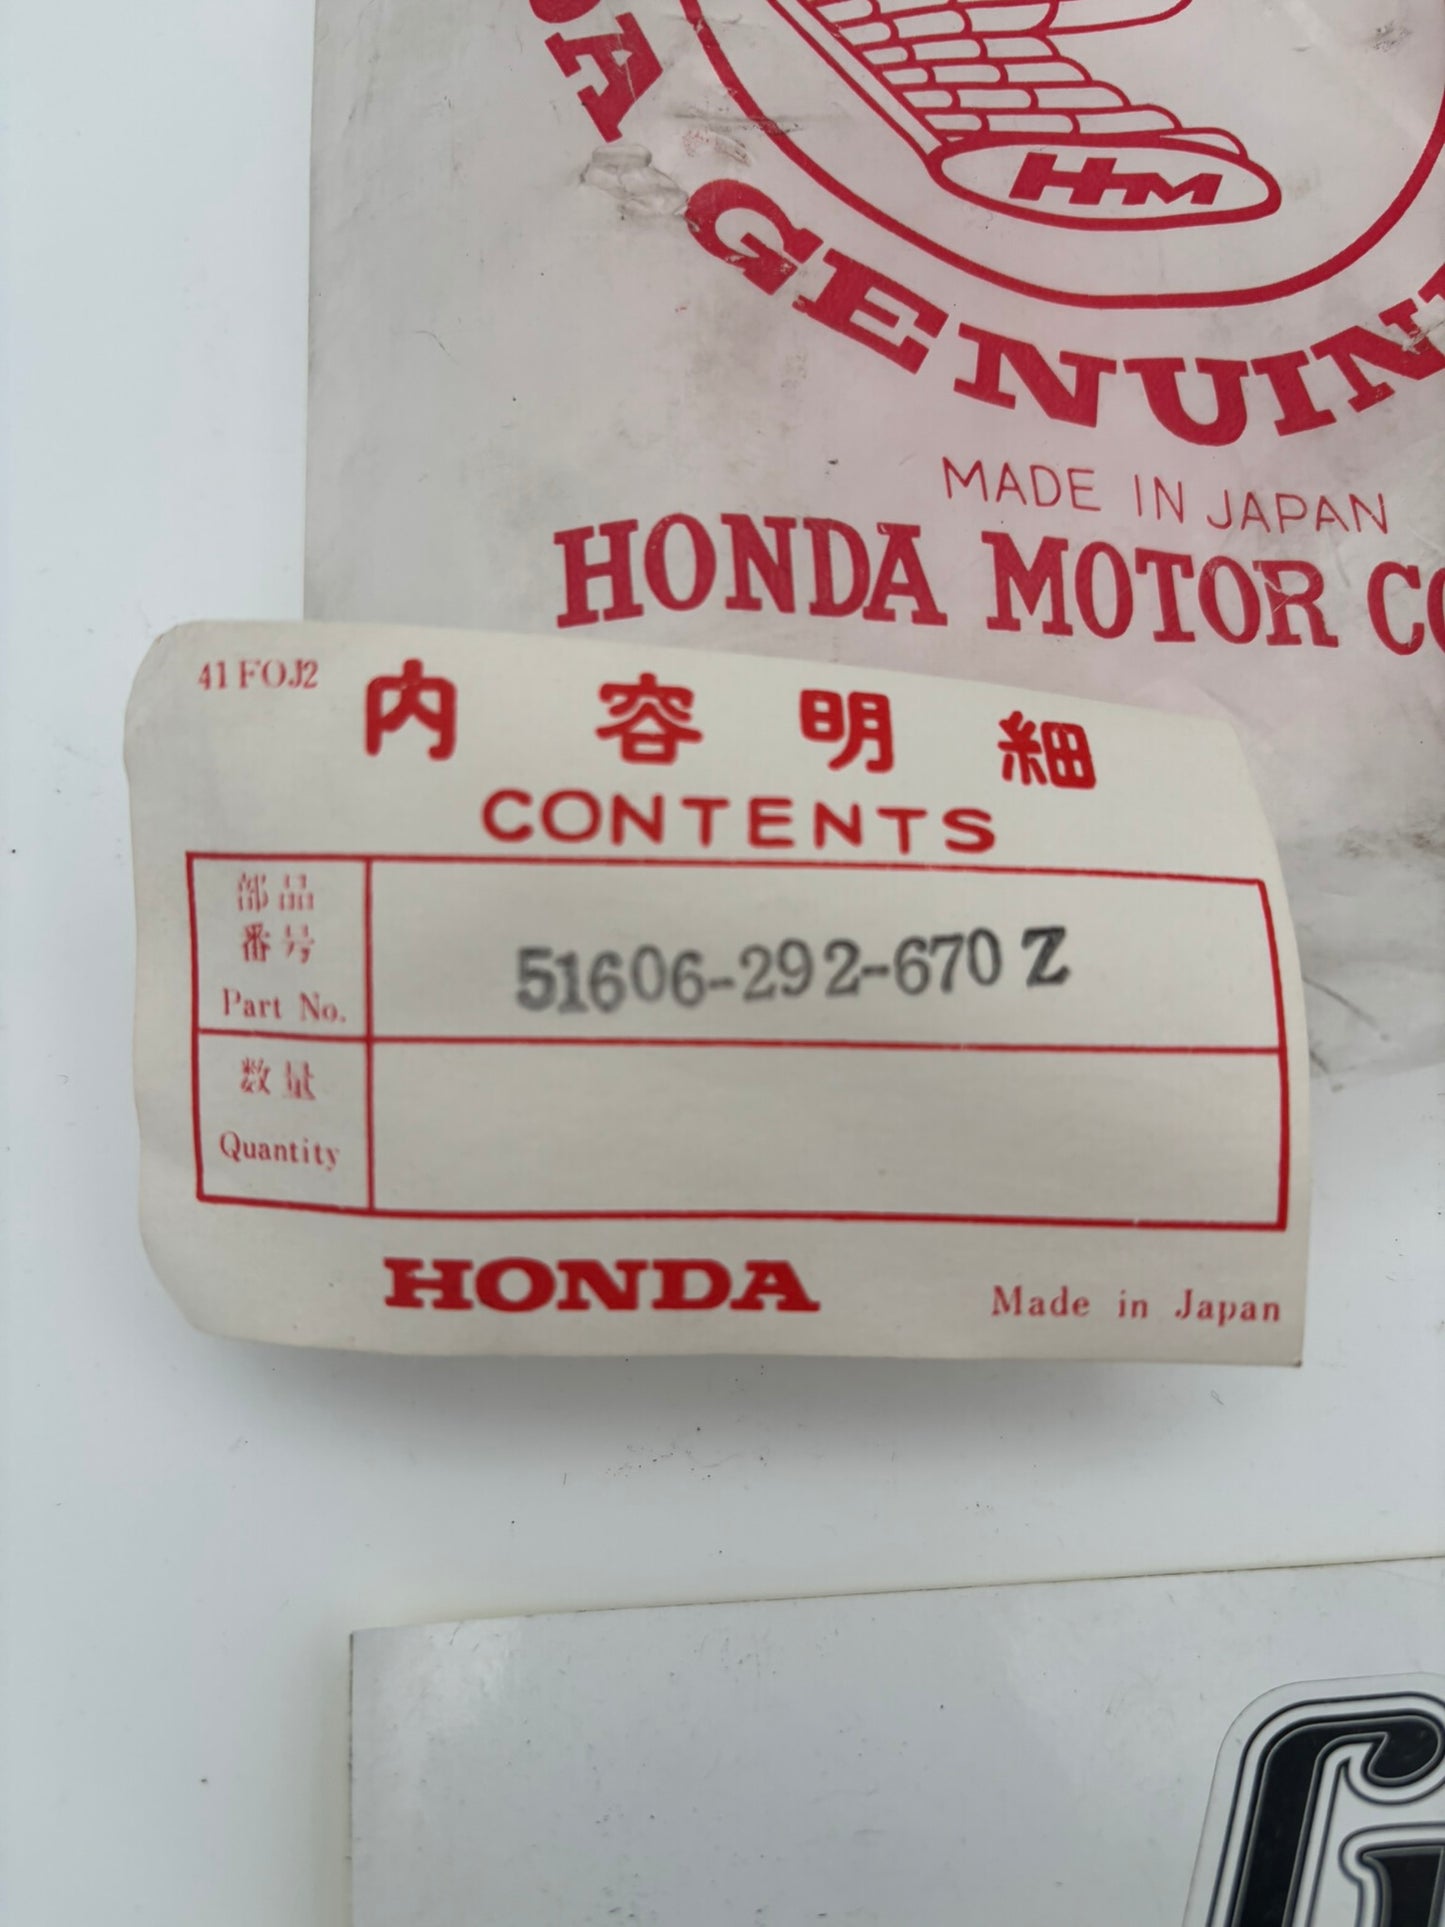 DA GENUIN
HM
MADE IN JAPAN
HONDA MOTOR CO
41FOJ2
内容明細
CONTENTS
部品
番号
Part No.
51606-292-670 Z
数量
Quantity
HONDA
Made in Japan
G